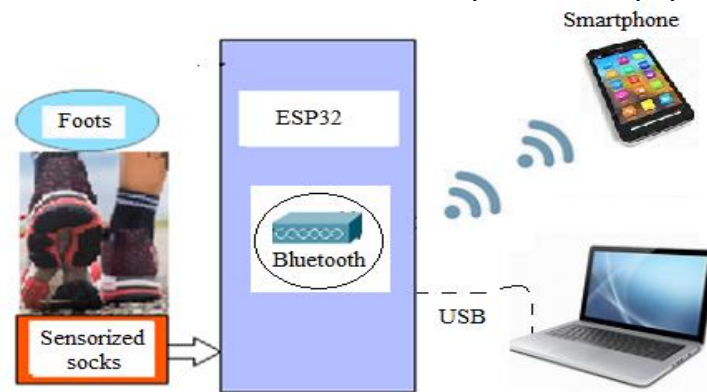 Smartphone
Foots
ESP32
Bluetooth
USB
Sensorized
socks